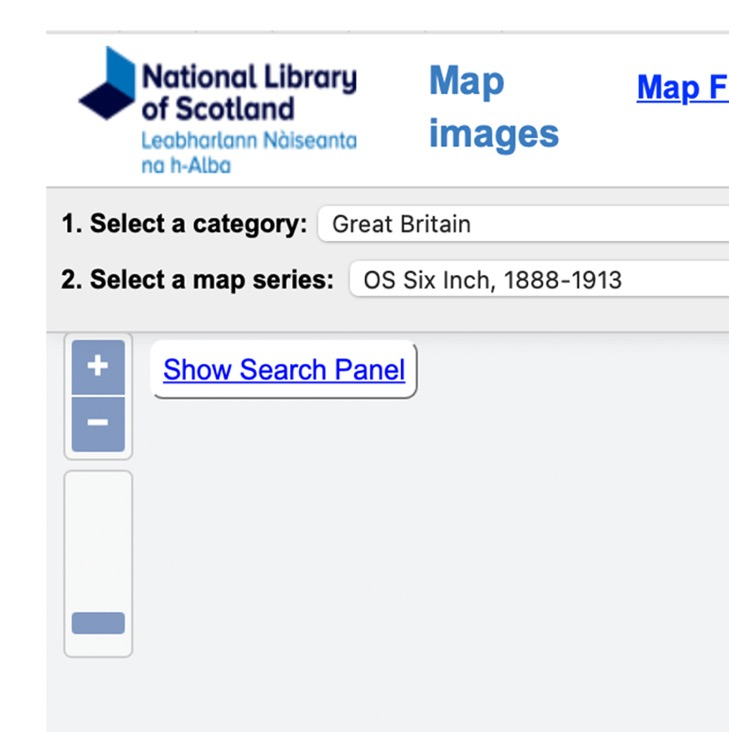 National Library
of Scotland
Leabharlann Nàiseanta
na h-Alba
Map
images
Map F
1. Select a category: Great Britain
2. Select a map series: OS Six Inch, 1888-1913
+
Show Search Panel
−